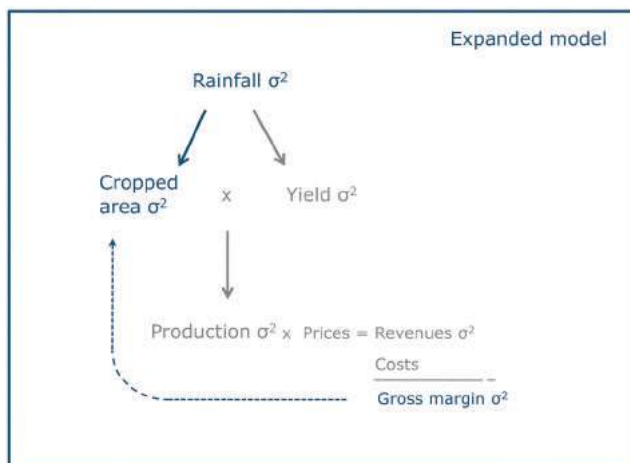 Expanded model
Rainfall σ²
Cropped
area σ²
x
Yield σ²
Production σ² x Prices = Revenues σ²
Costs
–
Gross margin σ²